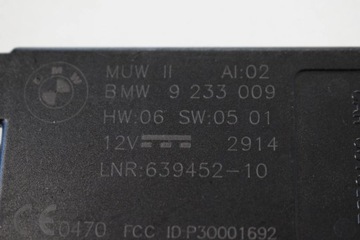 MUW II AI:02
BMW 9 233 009
HW:06 SW:05 01
12V 2914
LNR:639452-10
CE 0470 FCC ID P30001692